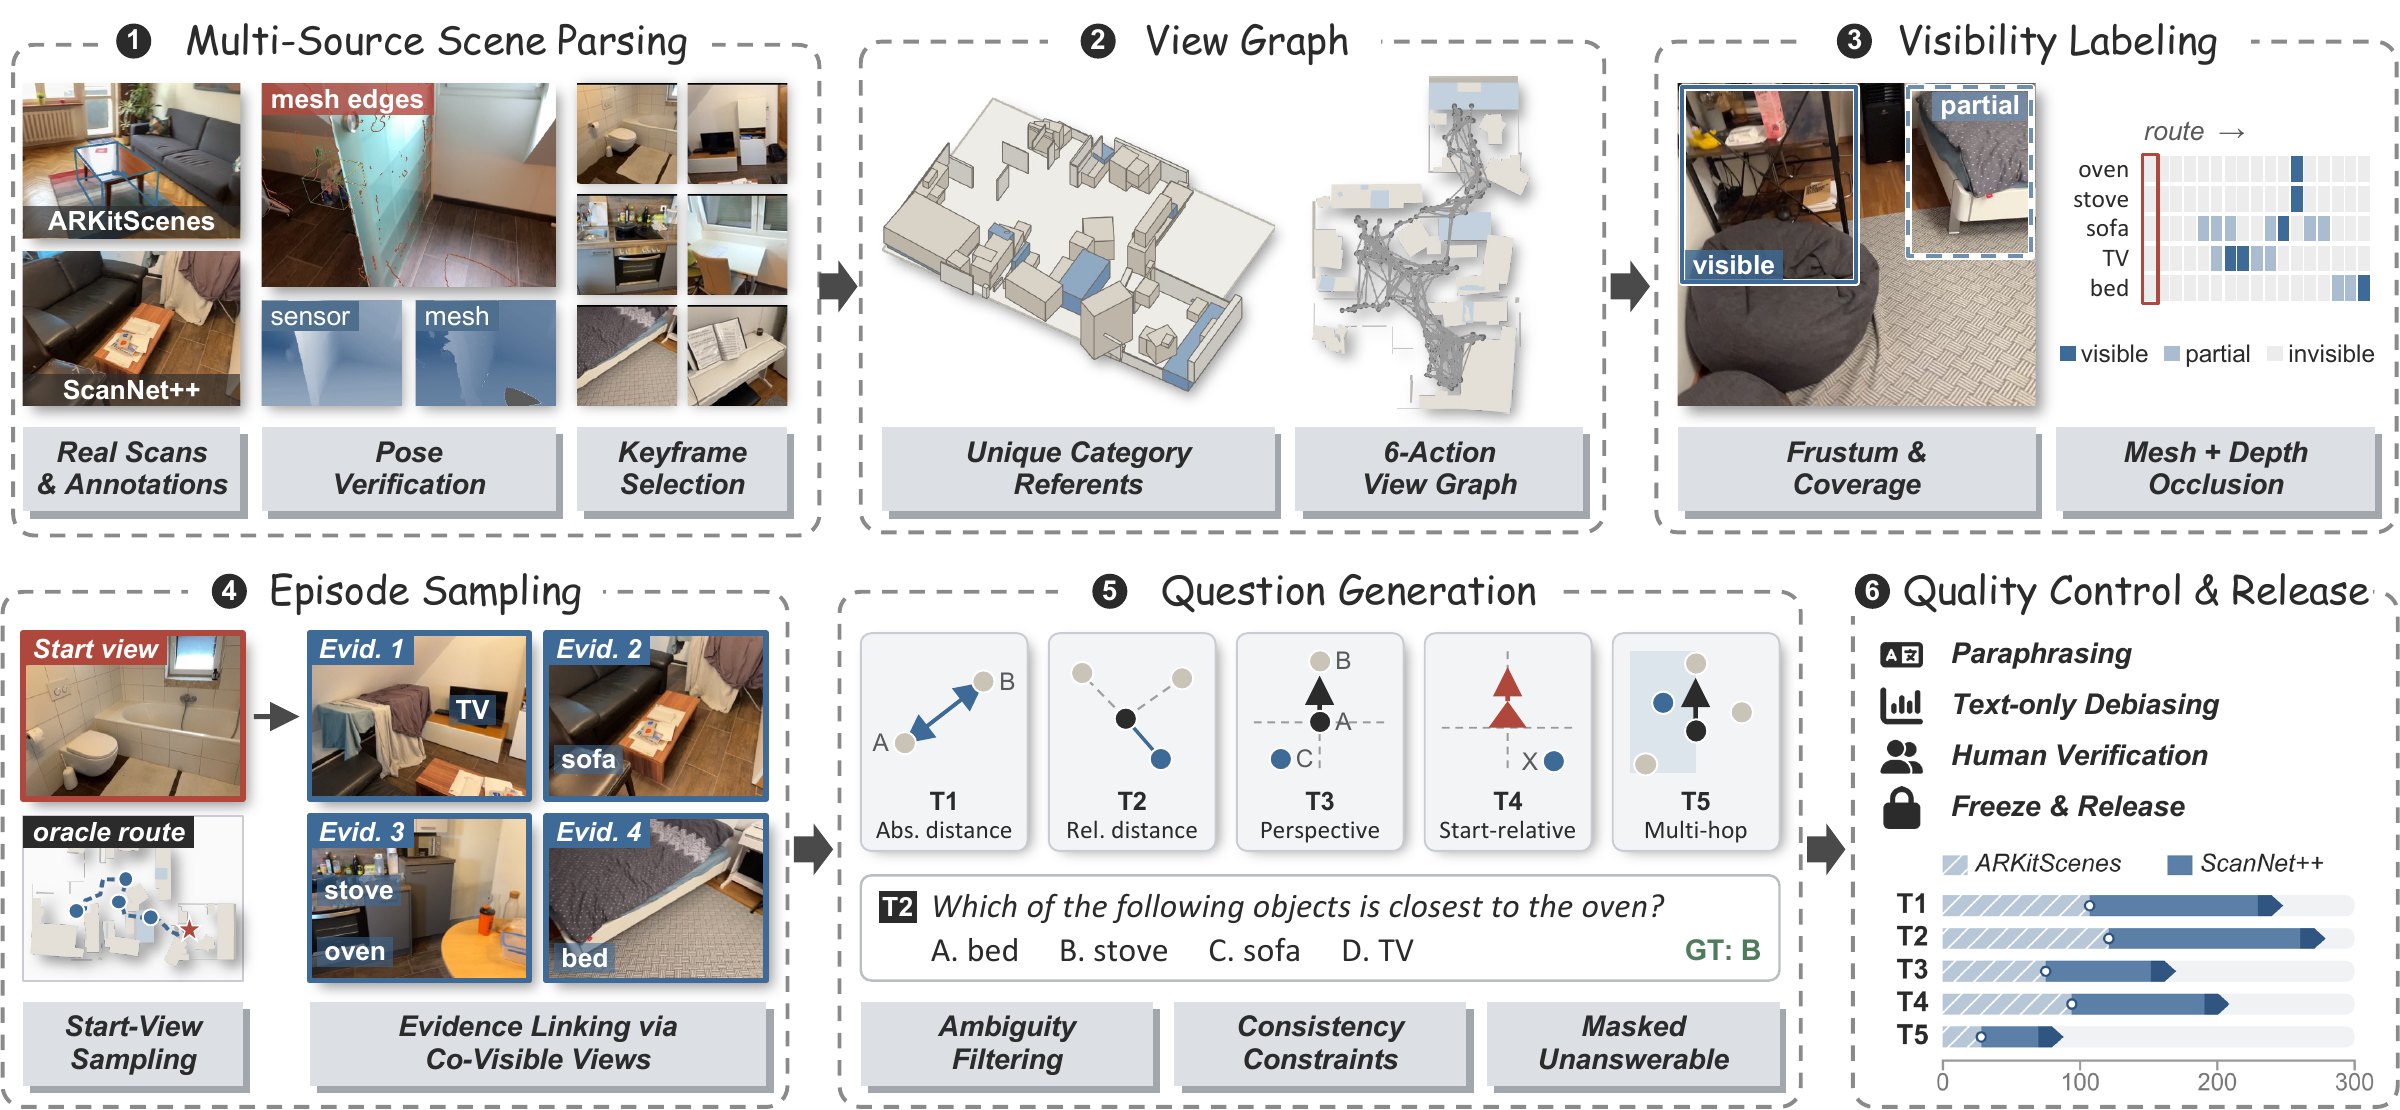 1 Multi-Source Scene Parsing
ARKitScenes
ScanNet++
mesh edges
sensor
mesh
Real Scans
& Annotations
Pose
Verification
Keyframe
Selection
2 View Graph
Unique Category
Referents
6-Action
View Graph
3 Visibility Labeling
visible
partial
route →
oven
stove
sofa
TV
bed
visible
partial
invisible
Frustum &
Coverage
Mesh + Depth
Occlusion
4 Episode Sampling
Start view
oracle route
Evid. 1
TV
Evid. 2
sofa
Evid. 3
stove
oven
Evid. 4
bed
Start-View
Sampling
Evidence Linking via
Co-Visible Views
5 Question Generation
A
B
T1
Abs. distance
T2
Rel. distance
B
A
C
T3
Perspective
X
T4
Start-relative
T5
Multi-hop
T2 Which of the following objects is closest to the oven?
A. bed B. stove C. sofa D. TV GT: B
Ambiguity
Filtering
Consistency
Constraints
Masked
Unanswerable
6 Quality Control & Release
Paraphrasing
Text-only Debiasing
Human Verification
Freeze & Release
ARKitScenes ScanNet++
T1
T2
T3
T4
T5
0 100 200 300